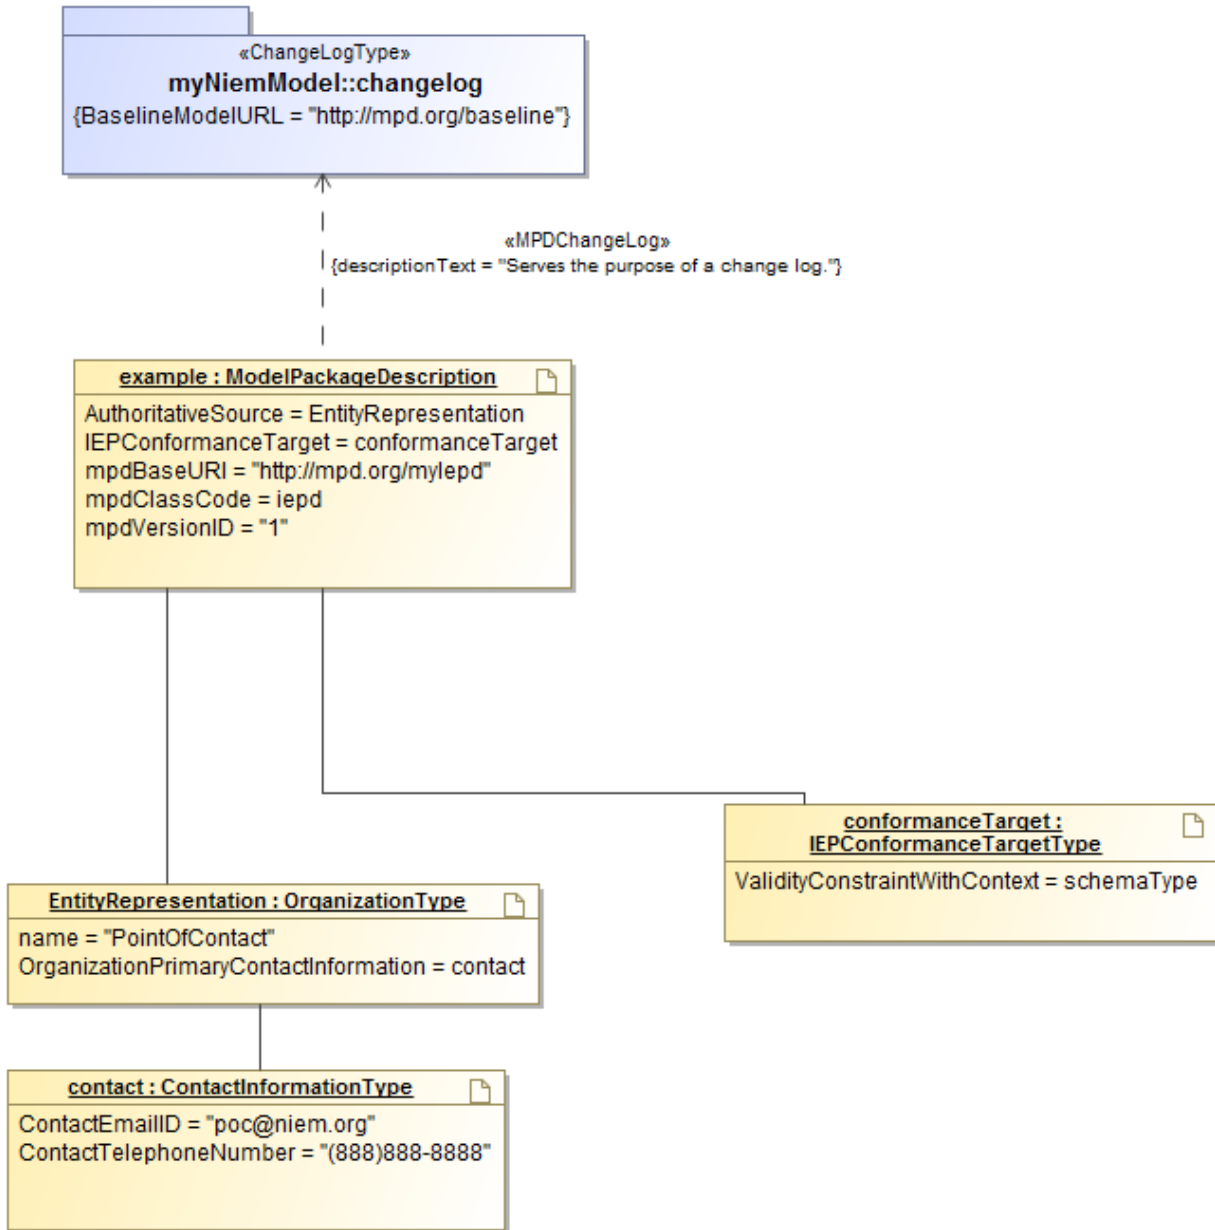 «ChangeLogType»
myNiemModel::changelog
{BaselineModelURL = "http://mpd.org/baseline"}
«MPDChangeLog»
{descriptionText = "Serves the purpose of a change log."}
example : ModelPackageDescription
AuthoritativeSource = EntityRepresentation
IEPConformanceTarget = conformanceTarget
mpdBaseURI = "http://mpd.org/myIepd"
mpdClassCode = iepd
mpdVersionID = "1"
conformanceTarget :
IEPConformanceTargetType
ValidityConstraintWithContext = schemaType
EntityRepresentation : OrganizationType
name = "PointOfContact"
OrganizationPrimaryContactInformation = contact
contact : ContactInformationType
ContactEmailID = "poc@niem.org"
ContactTelephoneNumber = "(888)888-8888"